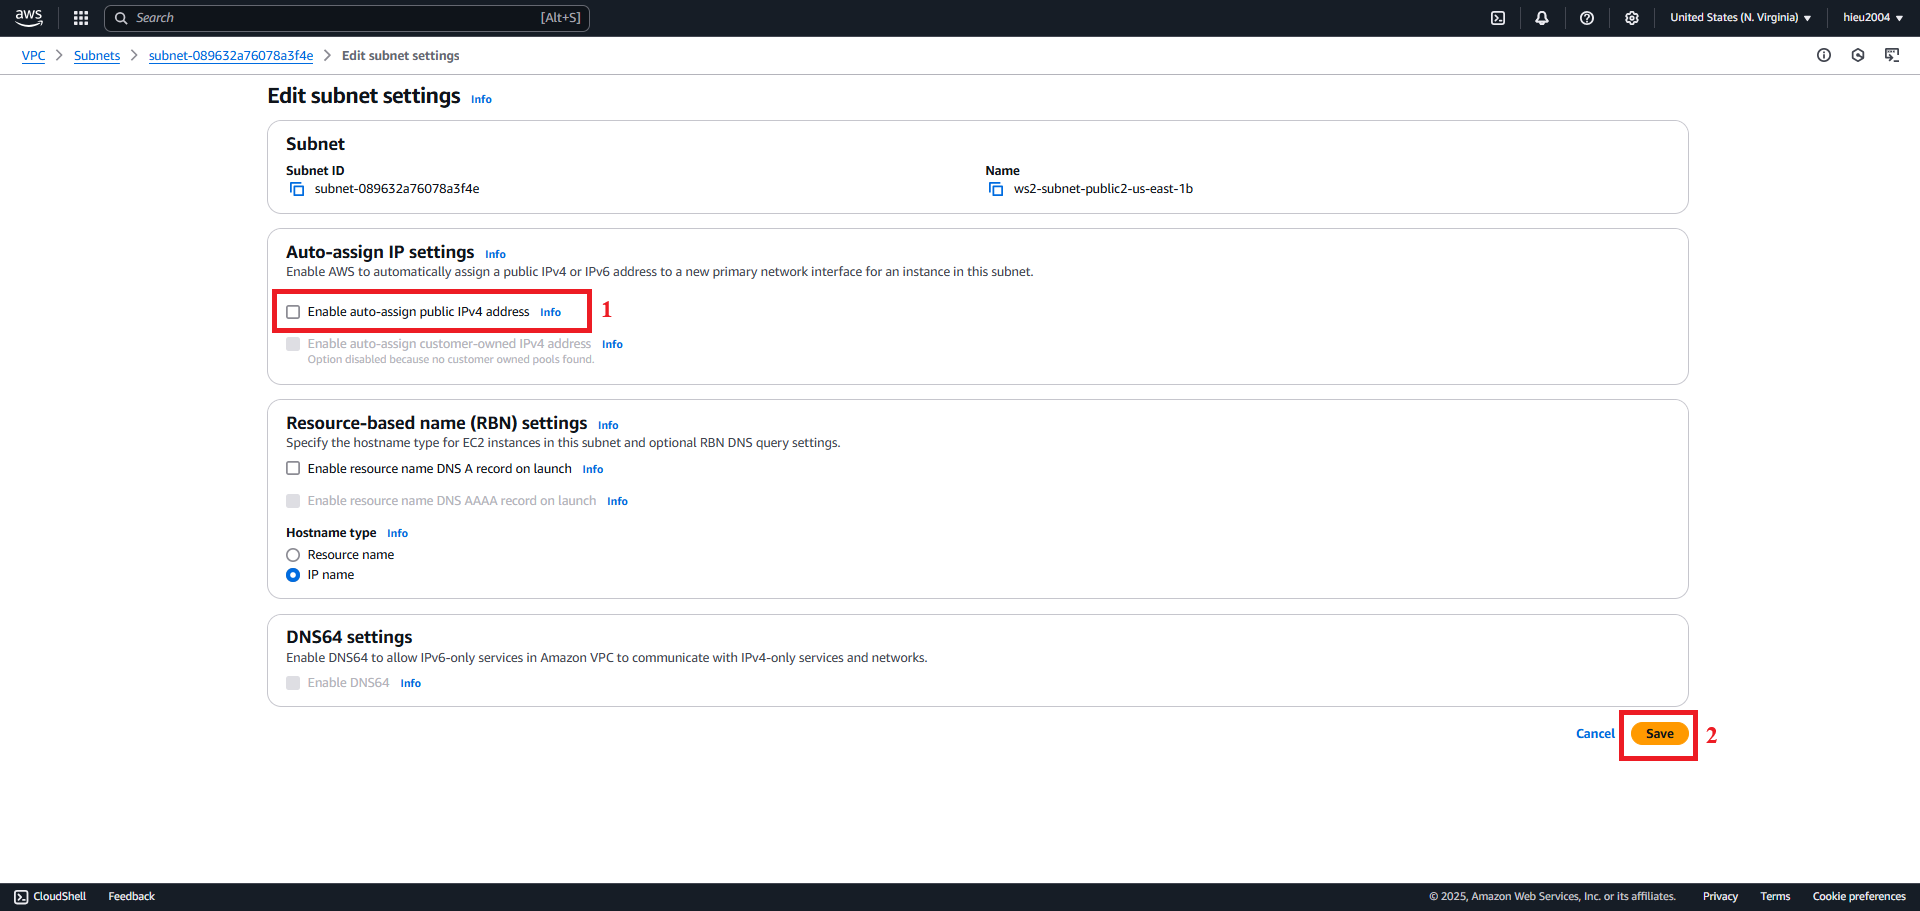 aws Search [Alt+S] United States (N. Virginia) hieu2004
VPC Subnets subnet-089632a76078a3f4e Edit subnet settings
Edit subnet settings Info
Subnet
Subnet ID Name
subnet-089632a76078a3f4e ws2-subnet-public2-us-east-1b
Auto-assign IP settings Info
Enable AWS to automatically assign a public IPv4 or IPv6 address to a new primary network interface for an instance in this subnet.
Enable auto-assign public IPv4 address Info 1
Enable auto-assign customer-owned IPv4 address Info
Option disabled because no customer owned pools found.
Resource-based name (RBN) settings Info
Specify the hostname type for EC2 instances in this subnet and optional RBN DNS query settings.
Enable resource name DNS A record on launch Info
Enable resource name DNS AAAA record on launch Info
Hostname type Info
Resource name
IP name
DNS64 settings
Enable DNS64 to allow IPv6-only services in Amazon VPC to communicate with IPv4-only services and networks.
Enable DNS64 Info
Cancel Save 2
CloudShell Feedback © 2025, Amazon Web Services, Inc. or its affiliates. Privacy Terms Cookie preferences